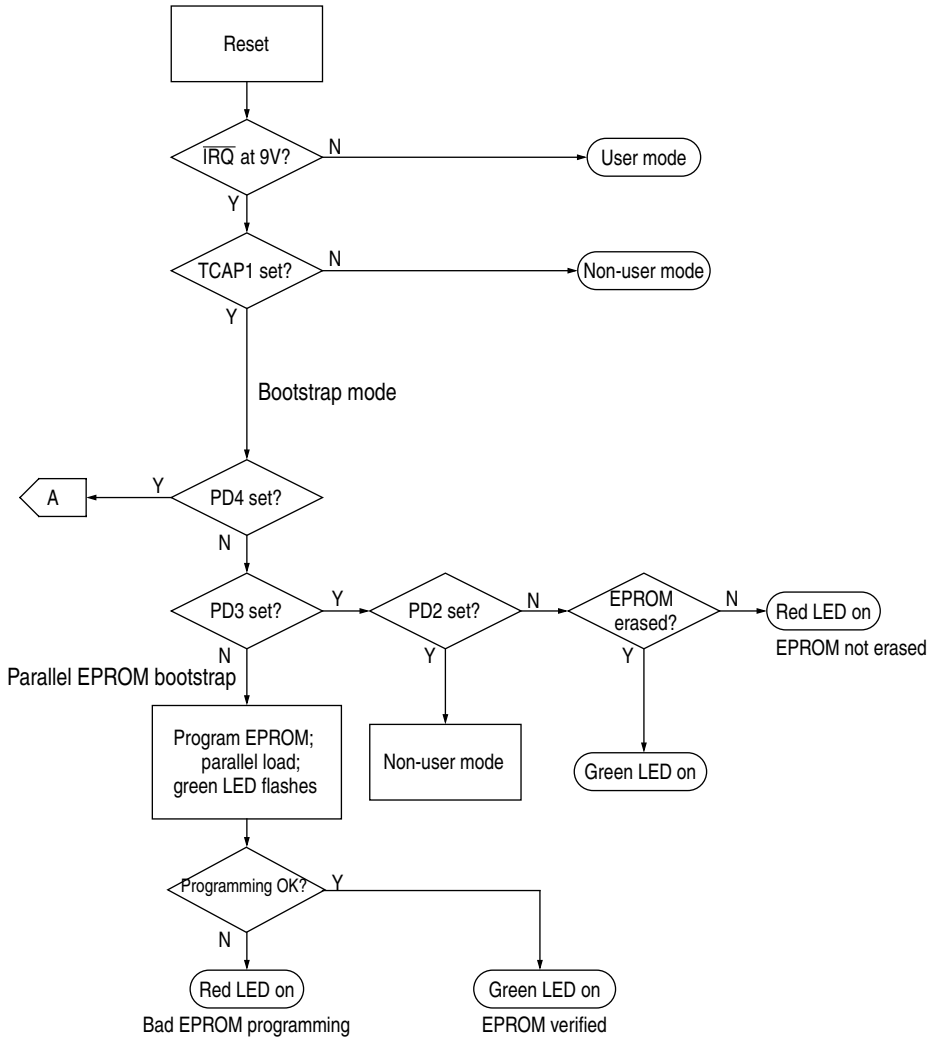 Reset
IRQ at 9V?
N
User mode
Y
TCAP1 set?
N
Non-user mode
Y
Bootstrap mode
A
Y
PD4 set?
N
PD3 set?
Y
PD2 set?
N
EPROM
erased?
N
Red LED on
EPROM not erased
N
Y
Y
Parallel EPROM bootstrap
Program EPROM;
parallel load;
green LED flashes
Non-user mode
Green LED on
Programming OK?
Y
N
Red LED on
Green LED on
Bad EPROM programming
EPROM verified